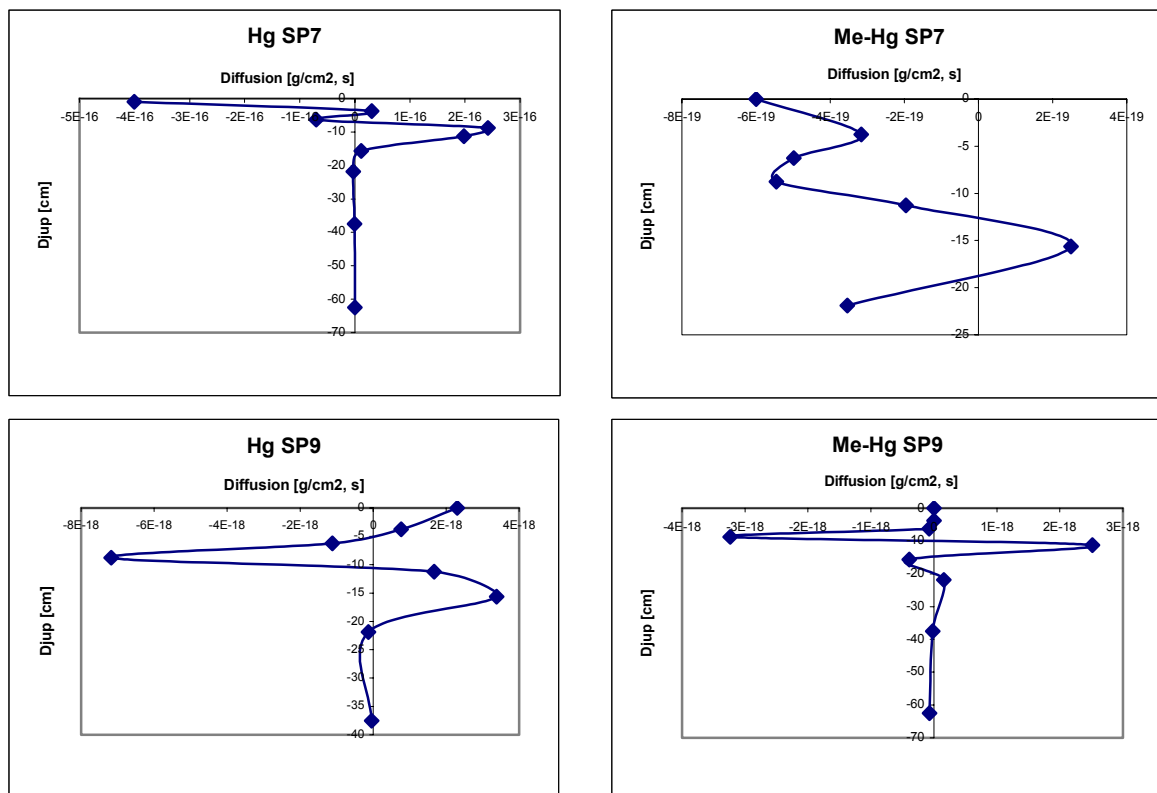 Hg SP7
Diffusion [g/cm2, s]
-5E-16 -4E-16 -3E-16 -2E-16 -1E-16 0 1E-16 2E-16 3E-16
0
-10
-20
-30
-40
-50
-60
-70
Djup [cm]
Me-Hg SP7
Diffusion [g/cm2, s]
-8E-19 -6E-19 -4E-19 -2E-19 0 2E-19 4E-19
0
-5
-10
-15
-20
-25
Djup [cm]
Hg SP9
Diffusion [g/cm2, s]
-8E-18 -6E-18 -4E-18 -2E-18 0 2E-18 4E-18
0
-5
-10
-15
-20
-25
-30
-35
-40
Djup [cm]
Me-Hg SP9
Diffusion [g/cm2, s]
-4E-18 -3E-18 -2E-18 -1E-18 0 1E-18 2E-18 3E-18
0
-10
-20
-30
-40
-50
-60
-70
Djup [cm]